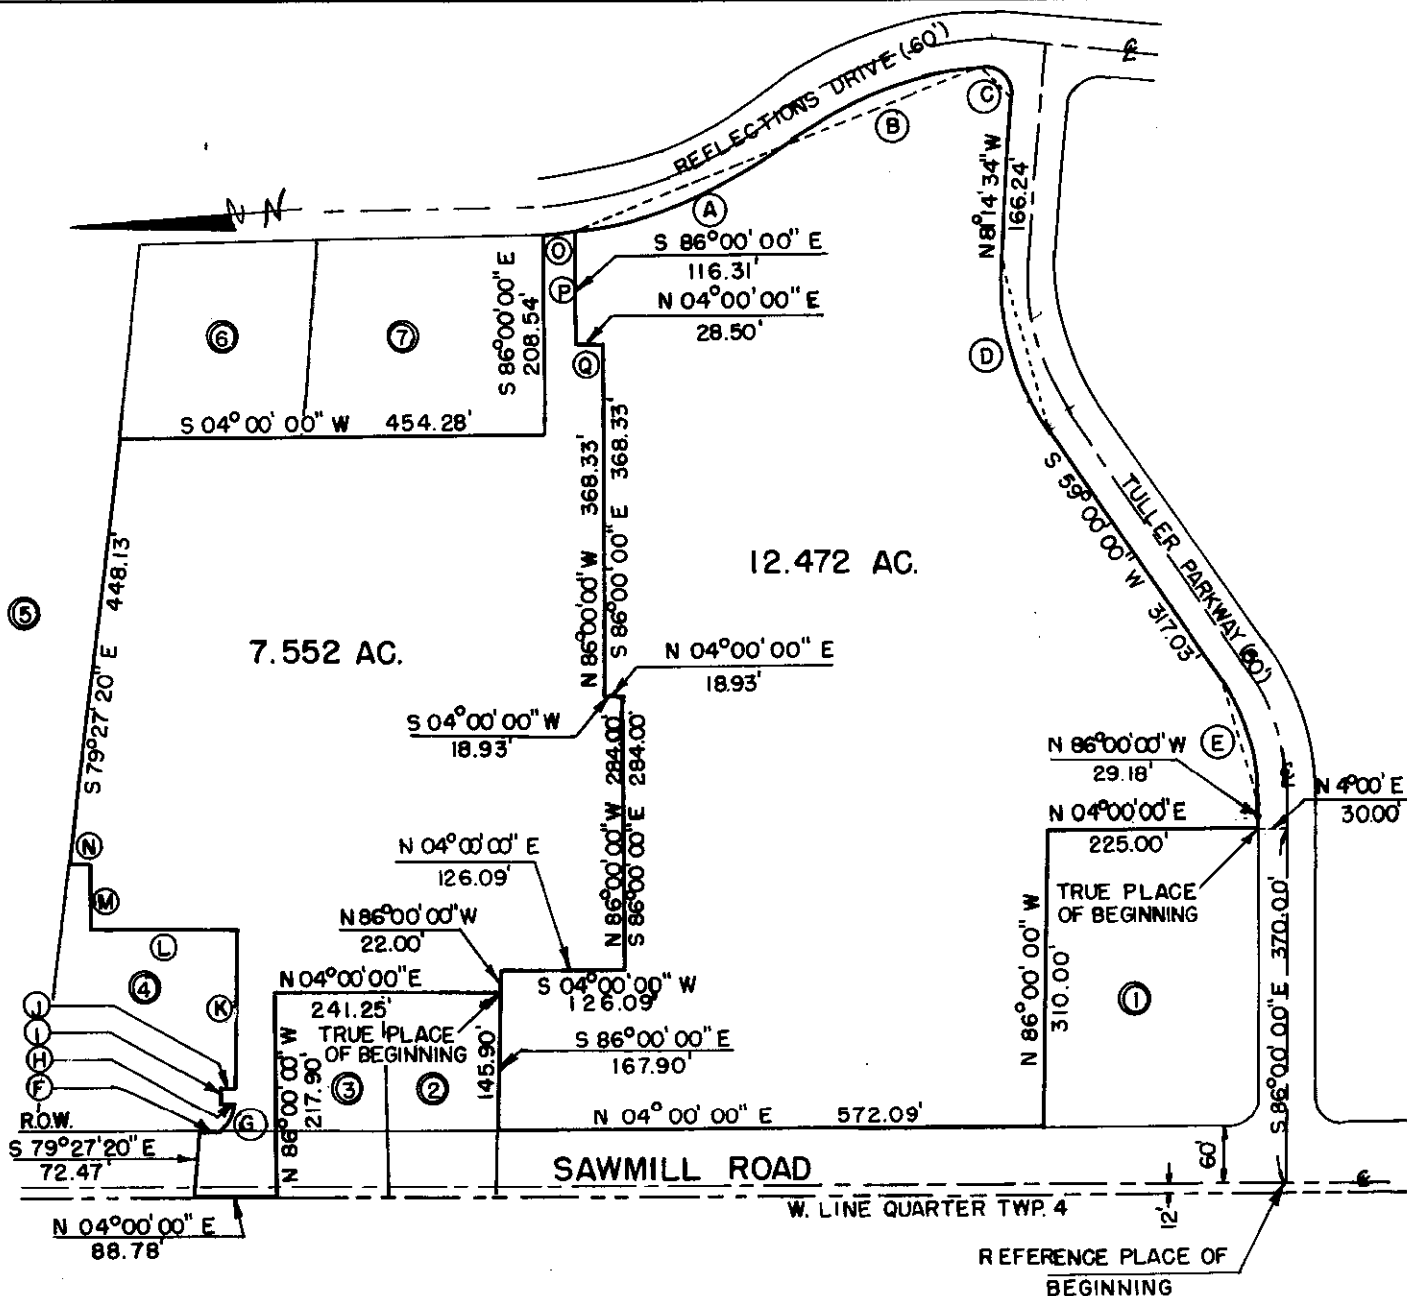 REFLECTIONS DRIVE (60')
℄
C
B
N 8°14'34" W
166.24'
N N
A
S 86°00'00" E
116.31'
O
P
S 86°00'00" E
208.54'
N 04°00'00" E
28.50'
6
7
Q
D
S 04°00'00" W 454.28'
N 86°00'00" W 368.33'
S 86°00'00" E 368.33'
S 59°00'00" W 317.03'
TULLER PARKWAY (60')
12.472 AC.
5
S 79°27'20" E 448.13'
7.552 AC.
N 04°00'00" E
18.93'
S 04°00'00" W
18.93'
N 86°00'00" W 284.00'
S 86°00'00" E 284.00'
E
N 86°00'00" W
29.18'
N 4°00' E
30.00'
N 04°00'00" E
225.00'
N
N 04°00'00" E
126.09'
TRUE PLACE
OF BEGINNING
M
N 86°00'00" W
22.00'
L
N 04°00'00" E
241.25'
S 04°00'00" W
126.09'
4
K
J
I
H
F
G
TRUE PLACE
OF BEGINNING
S 86°00'00" E
167.90'
145.90'
N 86°00'00" W
310.00'
1
S 86°00'00" E 370.00'
N 86°00'00" W
217.90'
3
2
R.O.W.
N 04°00'00" E 572.09'
S 79°27'20" E
72.47'
SAWMILL ROAD
60'
℄
W. LINE QUARTER TWP. 4
12'
N 04°00'00" E
88.78'
REFERENCE PLACE OF
BEGINNING